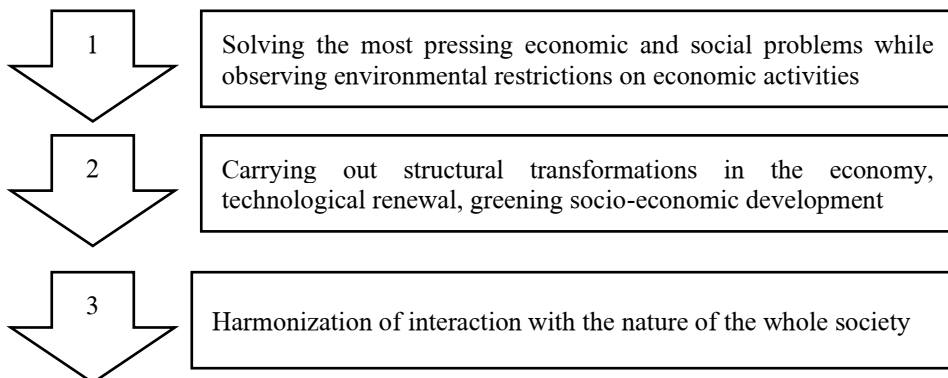 1
Solving the most pressing economic and social problems while
observing environmental restrictions on economic activities
2
Carrying out structural transformations in the economy,
technological renewal, greening socio-economic development
3
Harmonization of interaction with the nature of the whole society